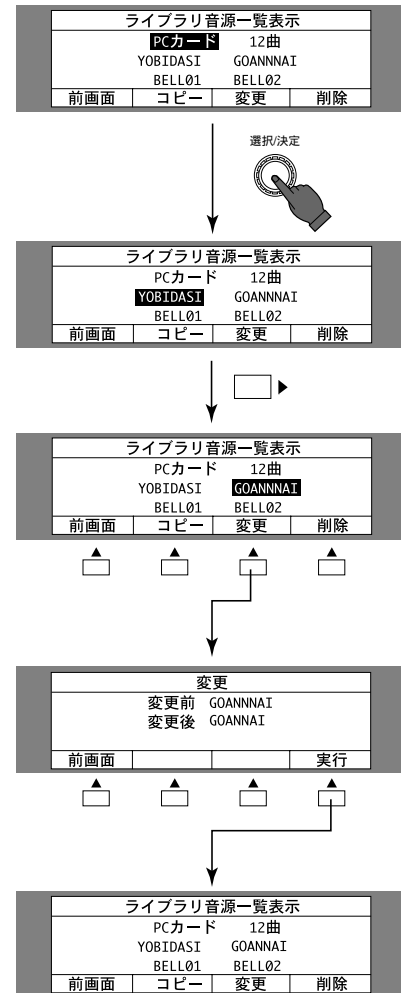 ライブラリ音源一覧表示
PCカード 12曲
YOBIDASI GOANNNAI
BELL01 BELL02
前画面 コピー 変更 削除
選択/決定
ライブラリ音源一覧表示
PCカード 12曲
YOBIDASI GOANNNAI
BELL01 BELL02
前画面 コピー 変更 削除
ライブラリ音源一覧表示
PCカード 12曲
YOBIDASI GOANNNAI
BELL01 BELL02
前画面 コピー 変更 削除
変更
変更前 GOANNNAI
変更後 GOANNAI
前画面 実行
ライブラリ音源一覧表示
PCカード 12曲
YOBIDASI GOANNAI
BELL01 BELL02
前画面 コピー 変更 削除